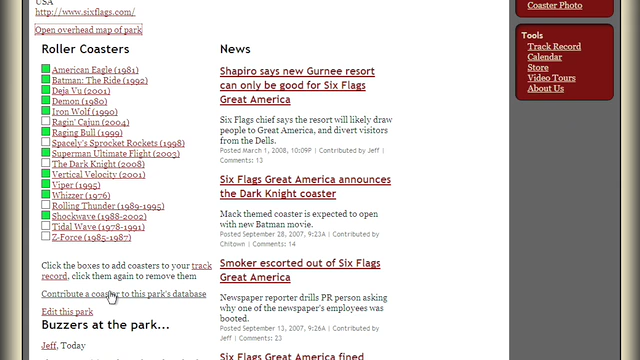 USA
http://www.sixflags.com/
Open overhead map of park
Roller Coasters
American Eagle (1981)
Batman: The Ride (1992)
Deja Vu (2001)
Demon (1980)
Iron Wolf (1990)
Ragin' Cajun (2004)
Raging Bull (1999)
Spacely's Sprocket Rockets (1998)
Superman Ultimate Flight (2003)
The Dark Knight (2008)
Vertical Velocity (2001)
Viper (1995)
Whizzer (1976)
Rolling Thunder (1989-1995)
Shockwave (1988-2002)
Tidal Wave (1978-1991)
Z-Force (1985-1987)
Click the boxes to add coasters to your track
record, click them again to remove them
Contribute a coaster to this park's database
Edit this park
Buzzers at the park...
Jeff, Today
News
Shapiro says new Gurnee resort
can only be good for Six Flags
Great America
Six Flags chief says the resort will likely draw
people to Great America, and divert visitors
from the Dells.
Posted March 1, 2008, 10:09P | Contributed by Jeff |
Comments: 13
Six Flags Great America announces
the Dark Knight coaster
Mack themed coaster is expected to open
with new Batman movie.
Posted September 28, 2007, 9:23A | Contributed by
Chitown | Comments: 14
Smoker escorted out of Six Flags
Great America
Newspaper reporter drills PR person asking
why one of the newspaper's employees was
booted.
Posted September 13, 2007, 9:26A | Contributed by
Jeff | Comments: 23
Six Flags Great America fined
Coaster Photo
Tools
Track Record
Calendar
Store
Video Tours
About Us